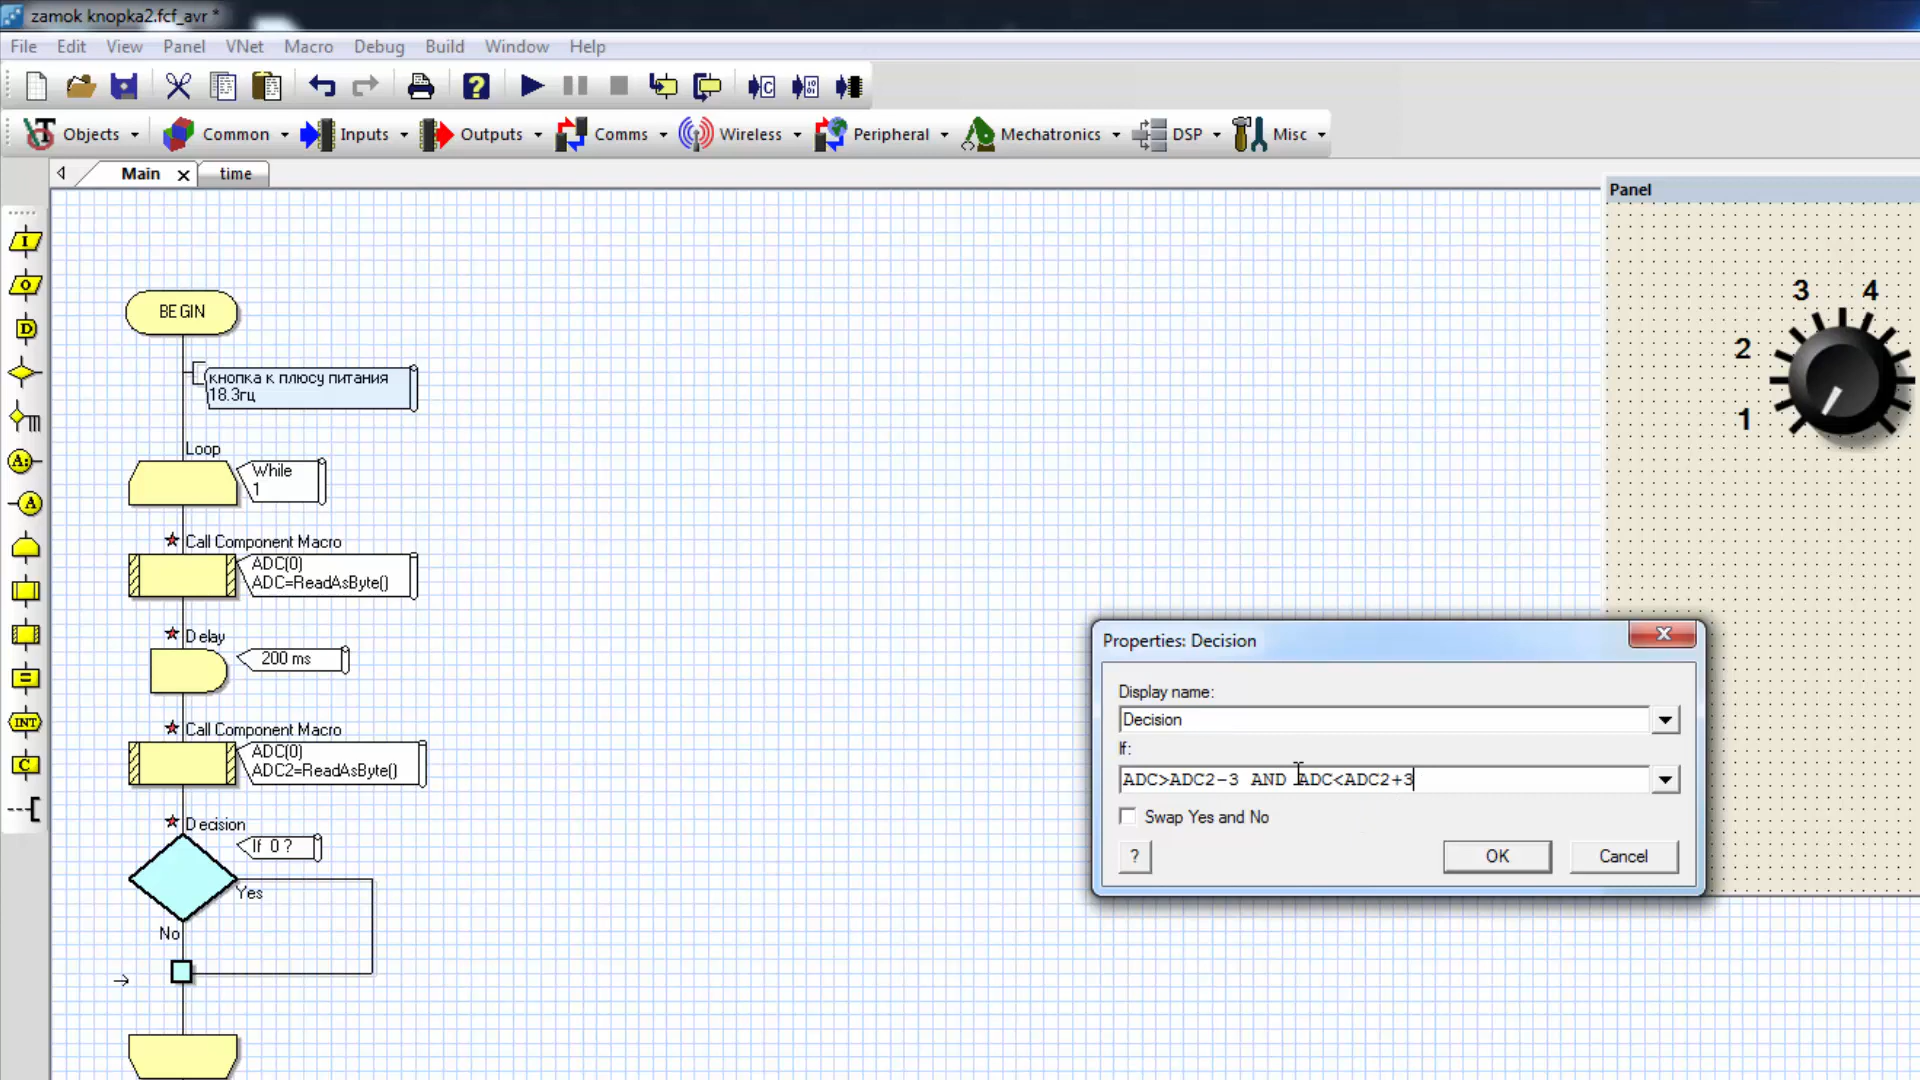 zamok knopka2.fcf_avr *
File Edit View Panel VNet Macro Debug Build Window Help
Objects Common Inputs Outputs Comms Wireless Peripheral Mechatronics DSP Misc
Main time
Panel
BEGIN
кнопка к плюсу питания
18.3гц
Loop
While
1
Call Component Macro
ADC(0)
ADC=ReadAsByte()
Delay
200 ms
Call Component Macro
ADC(0)
ADC2=ReadAsByte()
Decision
If 0 ?
Yes
No
3 4
2
1
Properties: Decision
Display name:
Decision
If:
ADC>ADC2-3 AND ADC<ADC2+3
Swap Yes and No
? OK Cancel
I
O
D
A:
A
=
INT
C